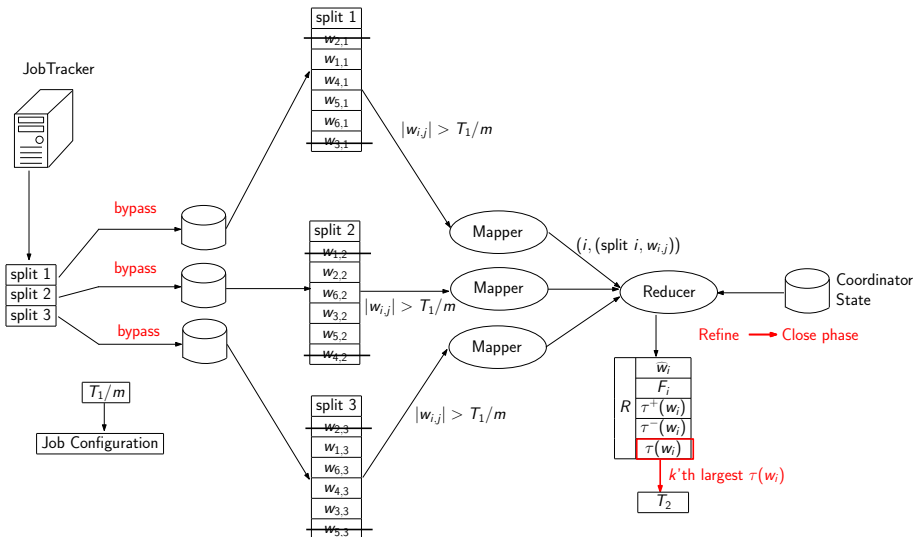 JobTracker
split 1
split 2
split 3
T₁/m
Job Configuration
bypass
bypass
bypass
split 1
w₂,₁
w₁,₁
w₄,₁
w₅,₁
w₆,₁
w₃,₁
split 2
w₁,₂
w₂,₂
w₆,₂
w₃,₂
w₅,₂
w₄,₂
split 3
w₂,₃
w₁,₃
w₆,₃
w₄,₃
w₃,₃
w₅,₃
|wᵢ,ⱼ| > T₁/m
|wᵢ,ⱼ| > T₁/m
|wᵢ,ⱼ| > T₁/m
Mapper
Mapper
Mapper
(i, (split i, wᵢ,ⱼ))
Reducer
Coordinator
State
Refine
Close phase
R
ŵᵢ
Fᵢ
τ⁺(wᵢ)
τ⁻(wᵢ)
τ(wᵢ)
k'th largest τ(wᵢ)
T₂